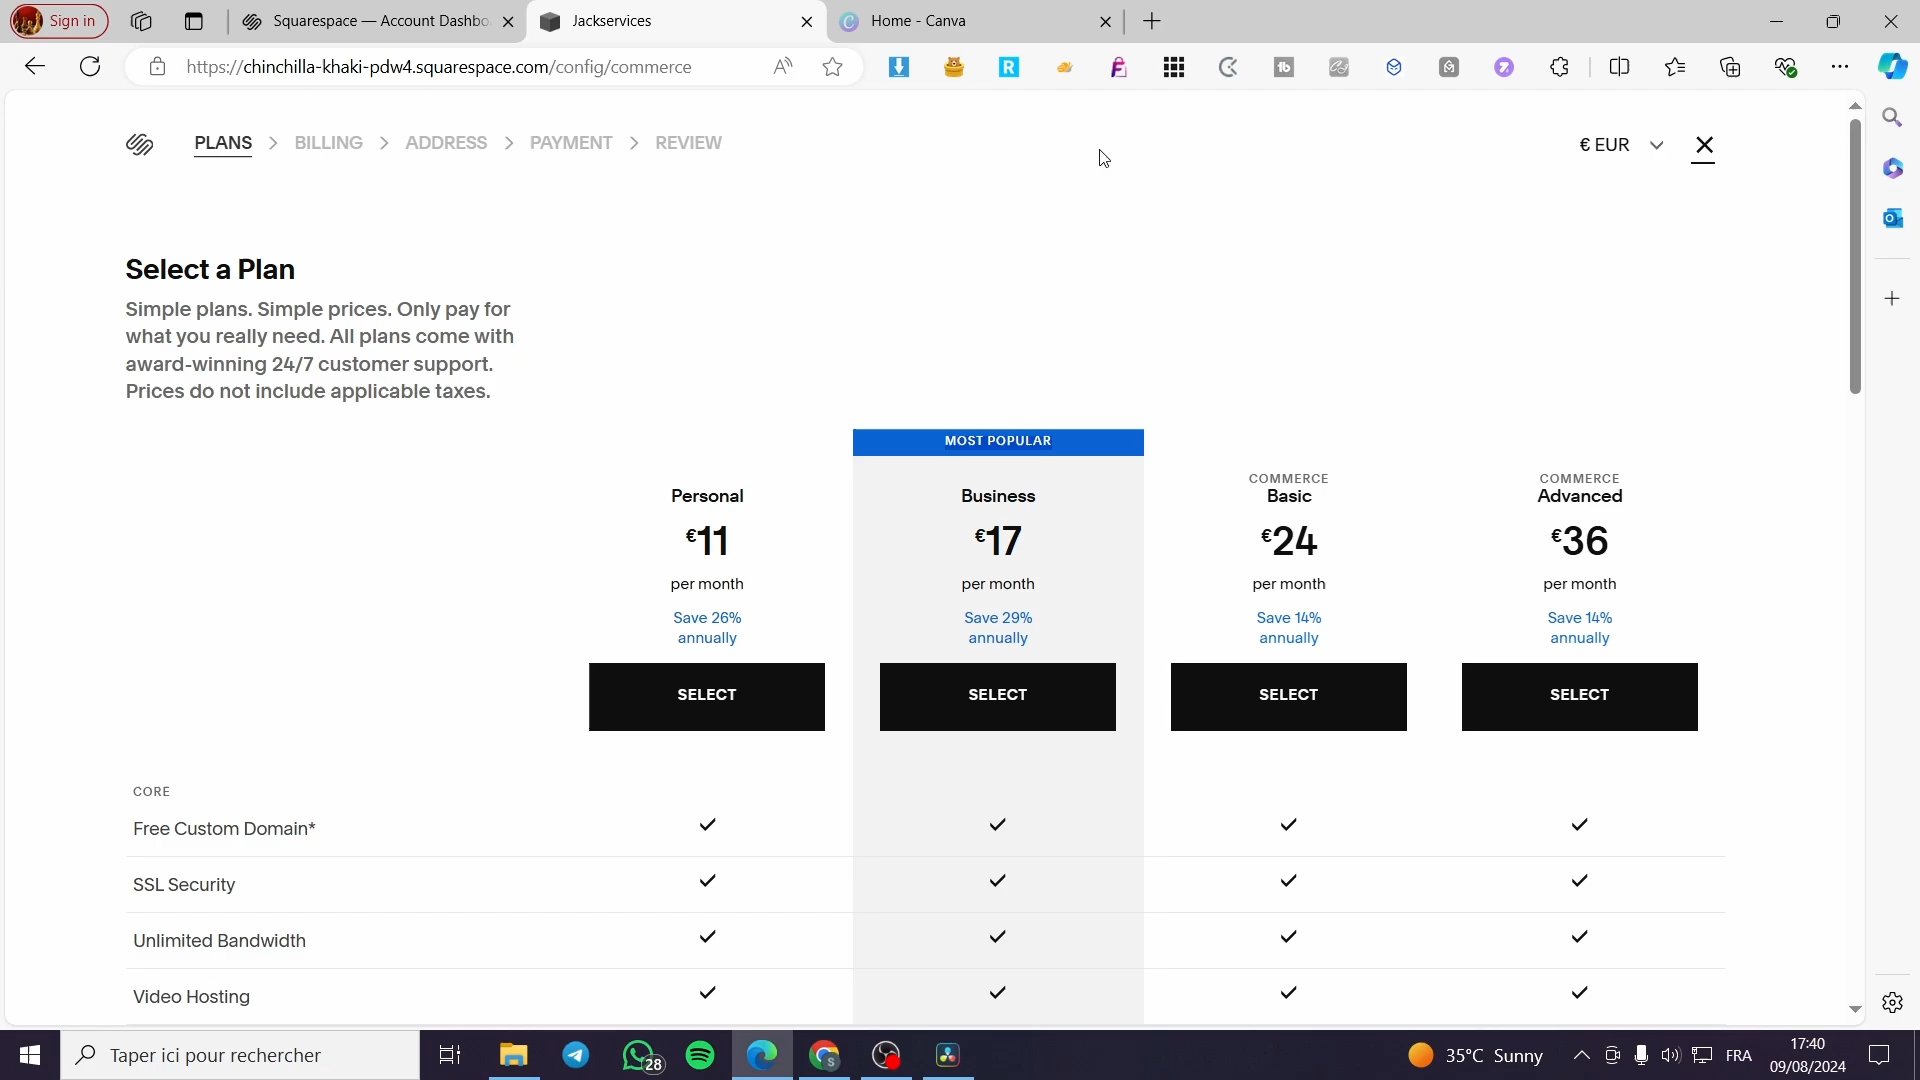 Sign in
Squarespace — Account Dashbo
Jackservices
Home - Canva
https://chinchilla-khaki-pdw4.squarespace.com/config/commerce
PLANS > BILLING > ADDRESS > PAYMENT > REVIEW
€ EUR
Select a Plan
Simple plans. Simple prices. Only pay for
what you really need. All plans come with
award-winning 24/7 customer support.
Prices do not include applicable taxes.
MOST POPULAR
COMMERCE COMMERCE
Personal Business Basic Advanced
€11 €17 €24 €36
per month per month per month per month
Save 26% Save 29% Save 14% Save 14%
annually annually annually annually
SELECT SELECT SELECT SELECT
CORE
Free Custom Domain*
SSL Security
Unlimited Bandwidth
Video Hosting
Taper ici pour rechercher
28
35°C Sunny
FRA
17:40
09/08/2024